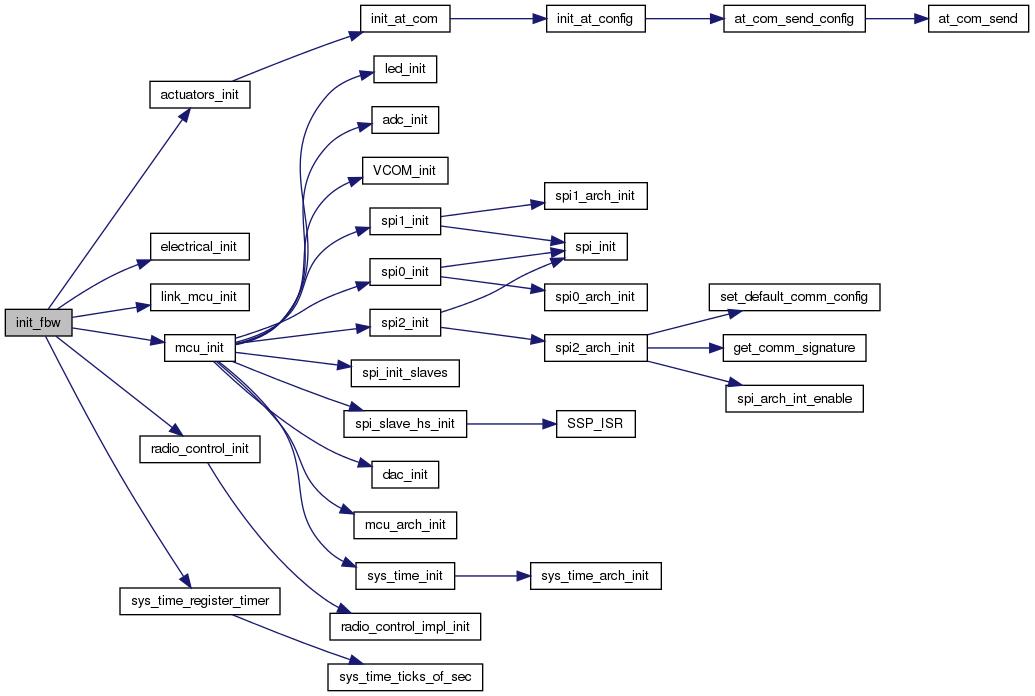 init_at_com
init_at_config
at_com_send_config
at_com_send
led_init
actuators_init
adc_init
VCOM_init
spi1_arch_init
spi1_init
electrical_init
spi_init
spi0_init
link_mcu_init
spi0_arch_init
set_default_comm_config
init_fbw
spi2_init
mcu_init
spi2_arch_init
get_comm_signature
spi_init_slaves
spi_arch_int_enable
spi_slave_hs_init
SSP_ISR
radio_control_init
dac_init
mcu_arch_init
sys_time_init
sys_time_arch_init
sys_time_register_timer
radio_control_impl_init
sys_time_ticks_of_sec